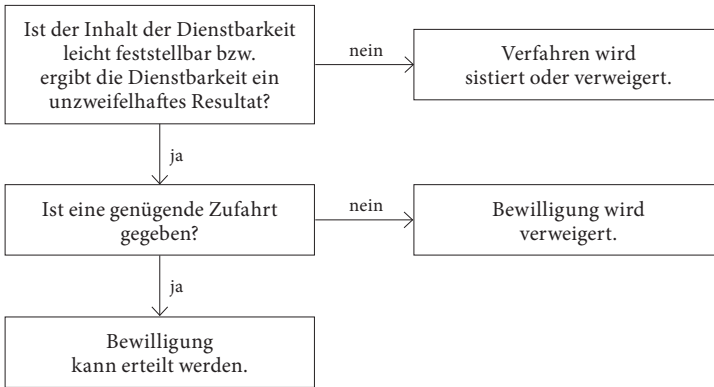 Ist der Inhalt der Dienstbarkeit
leicht feststellbar bzw.
ergibt die Dienstbarkeit ein
unzweifelhaftes Resultat?
nein
Verfahren wird
sistiert oder verweigert.
ja
Ist eine genügende Zufahrt
gegeben?
nein
Bewilligung wird
verweigert.
ja
Bewilligung
kann erteilt werden.